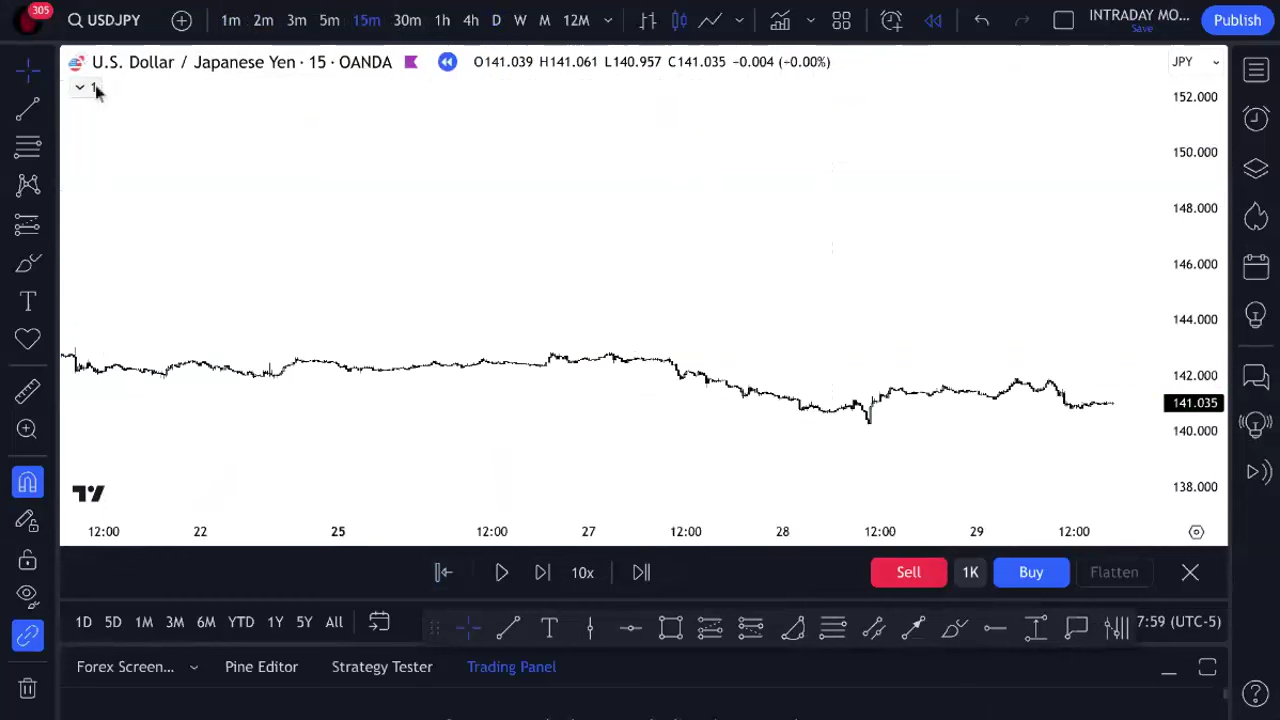 305
USDJPY
1m 2m 3m 5m 15m 30m 1h 4h D W M 12M
INTRADAY MO...
Save
Publish
U.S. Dollar / Japanese Yen · 15 · OANDA
O141.039 H141.061 L140.957 C141.035 −0.004 (−0.00%)
JPY
1
152.000
150.000
148.000
146.000
144.000
142.000
141.035
140.000
138.000
12:00 22 25 12:00 27 12:00 28 12:00 29 12:00
10x
Sell 1K Buy Flatten
1D 5D 1M 3M 6M YTD 1Y 5Y All
7:59 (UTC-5)
Forex Screen... Pine Editor Strategy Tester Trading Panel